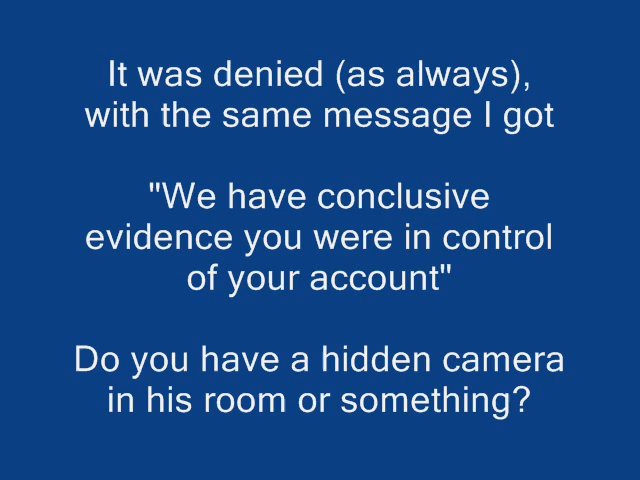 It was denied (as always),
with the same message I got
"We have conclusive
evidence you were in control
of your account"
Do you have a hidden camera
in his room or something?